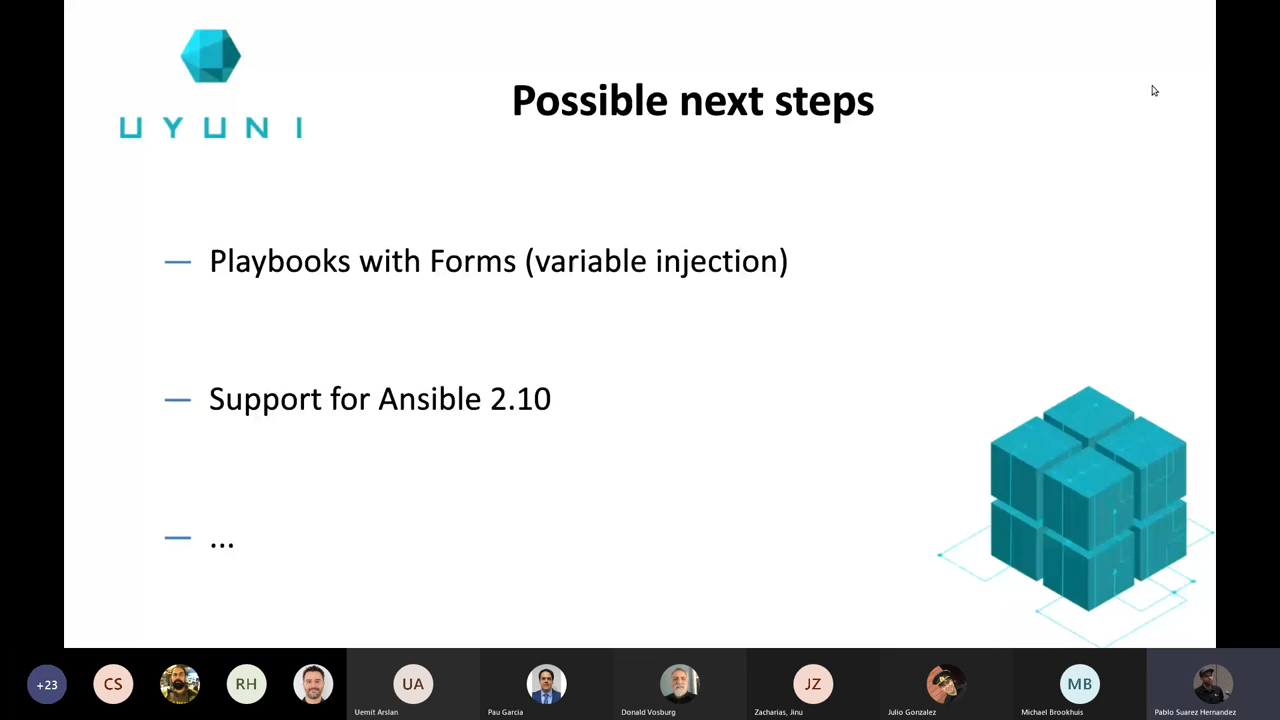 UYUNI
Possible next steps
— Playbooks with Forms (variable injection)
— Support for Ansible 2.10
— ...
+23
CS
RH
UA
JZ
MB
Uemit Arslan
Pau Garcia
Donald Vosburg
Zacharias, Jinu
Julio Gonzalez
Michael Brookhuis
Pablo Suarez Hernandez